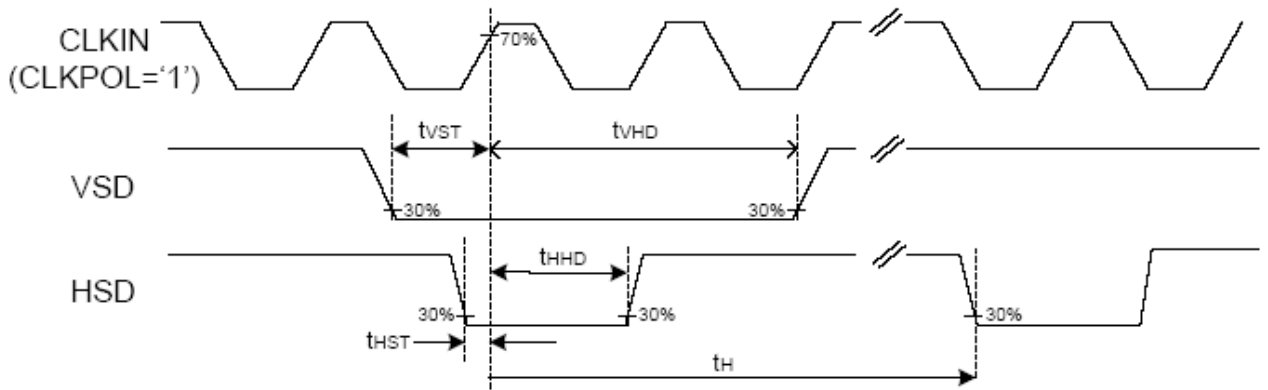 CLKIN
(CLKPOL=‘1’)
70%
tVST
tVHD
VSD
30%
30%
tHHD
HSD
30%
30%
30%
tHST
tH